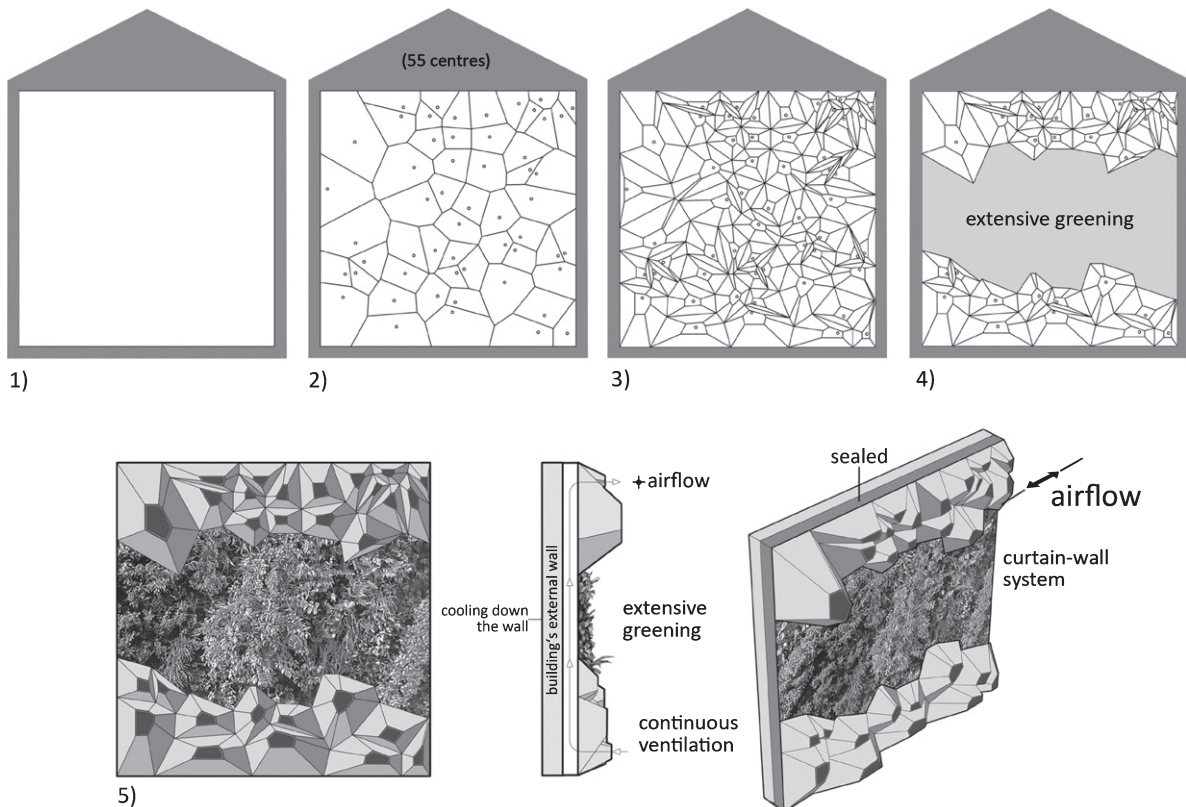 (55 centres)
extensive greening
1)
2)
3)
4)
sealed
airflow
airflow
curtain-wall
system
building's external wall
cooling down
the wall
extensive
greening
continuous
ventilation
5)